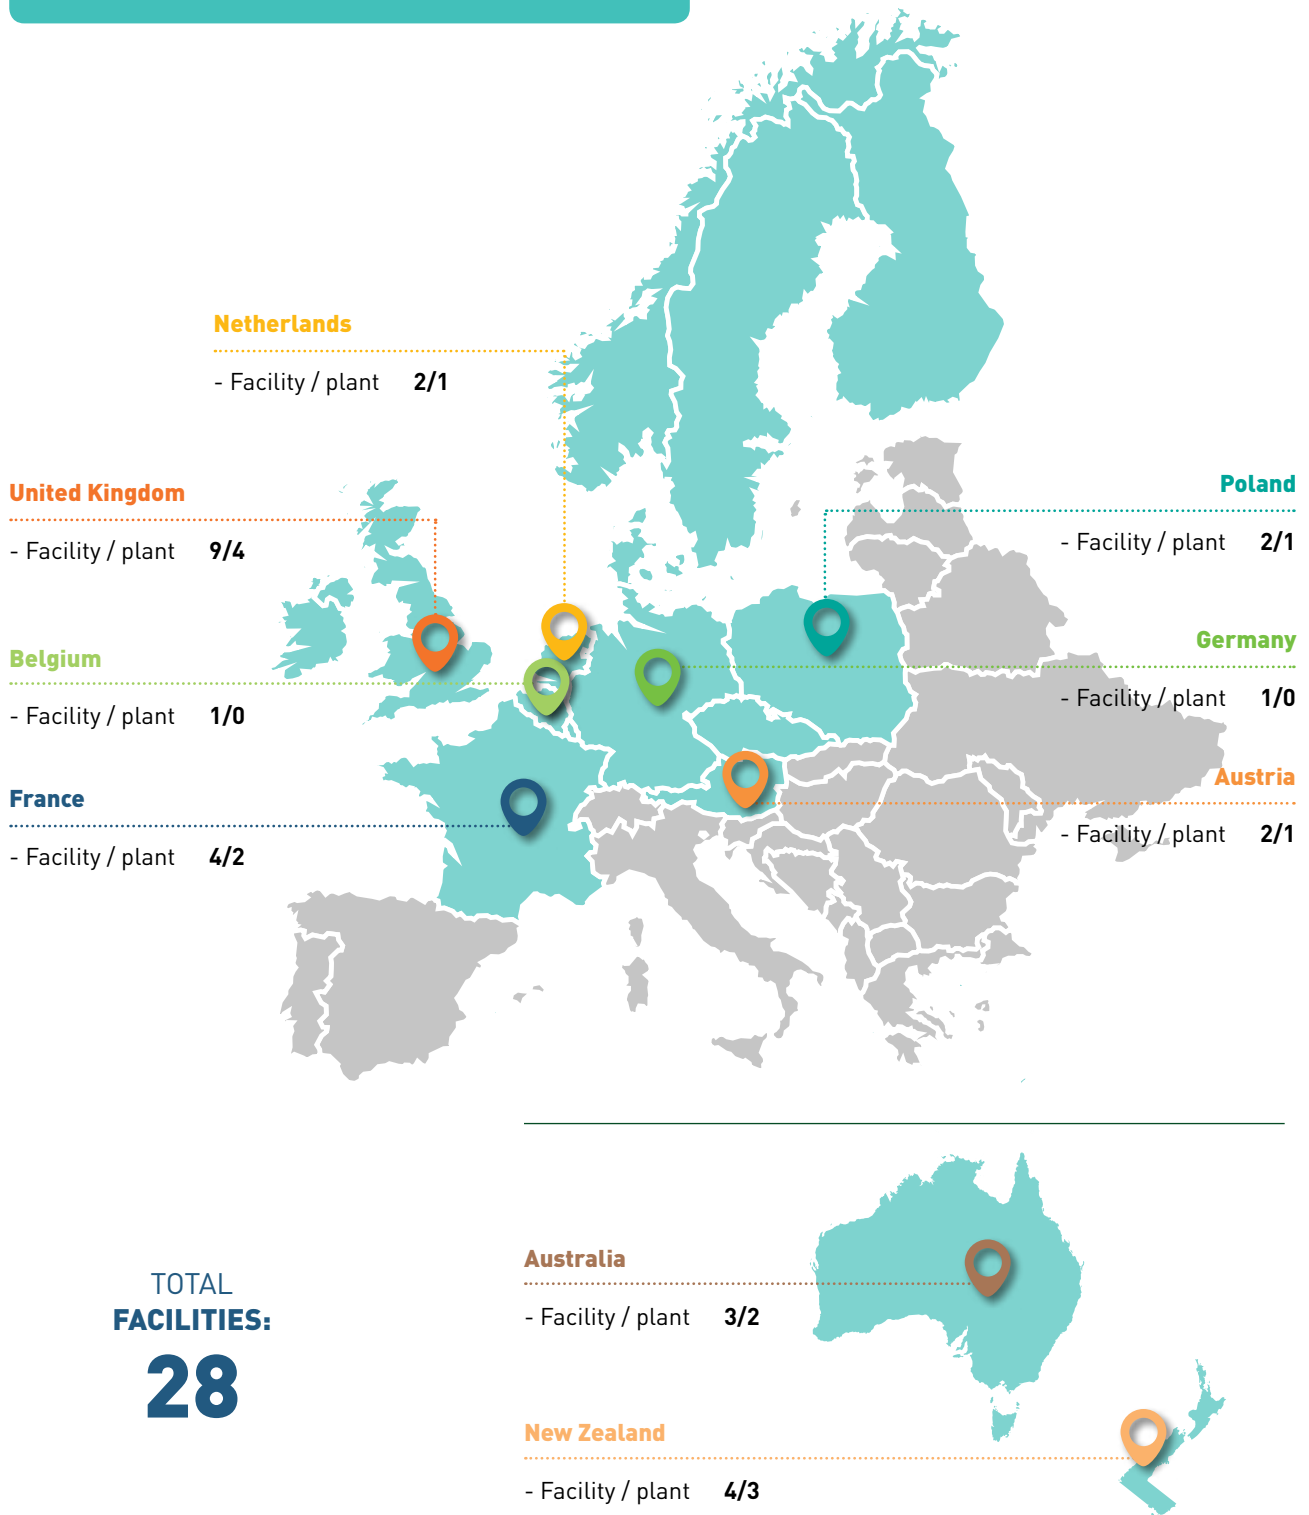 Netherlands
- Facility / plant 2/1
United Kingdom
- Facility / plant 9/4
Poland
- Facility / plant 2/1
Belgium
- Facility / plant 1/0
Germany
- Facility / plant 1/0
France
- Facility / plant 4/2
Austria
- Facility / plant 2/1
TOTAL
FACILITIES:
28
Australia
- Facility / plant 3/2
New Zealand
- Facility / plant 4/3